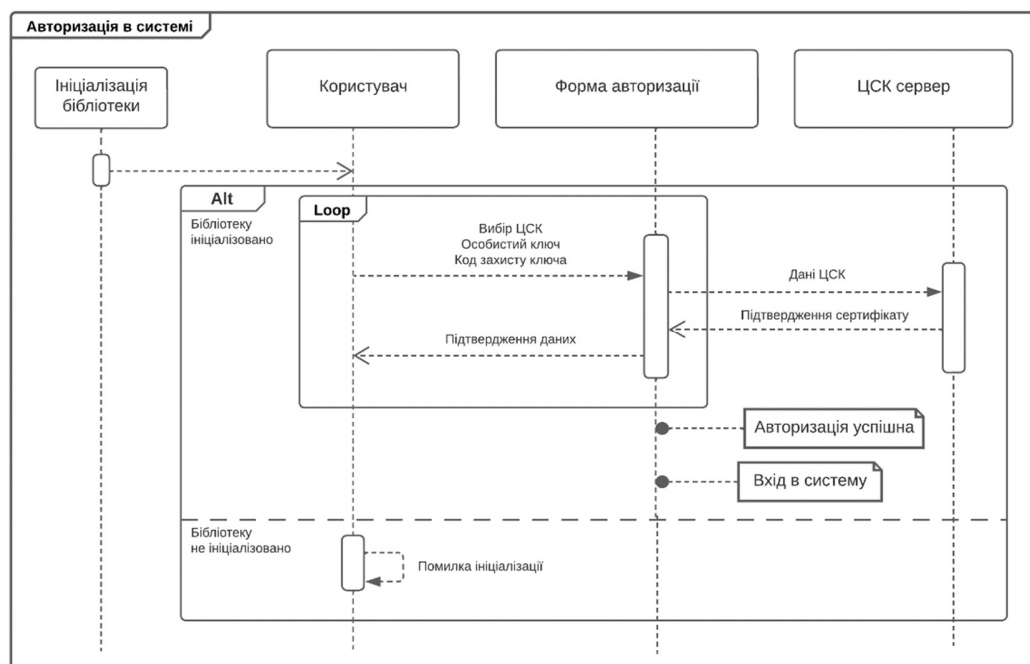 Авторизація в системі
Ініціалізація
бібліотеки
Користувач
Форма авторизації
ЦСК сервер
Alt
Бібліотеку
ініціалізовано
Loop
Вибір ЦСК
Особистий ключ
Код захисту ключа
Дані ЦСК
Підтвердження сертифікату
Підтвердження даних
Авторизація успішна
Вхід в систему
Бібліотеку
не ініціалізовано
Помилка ініціалізації